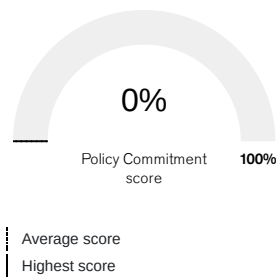 0%
Policy Commitment 100%
score
Average score
Highest score